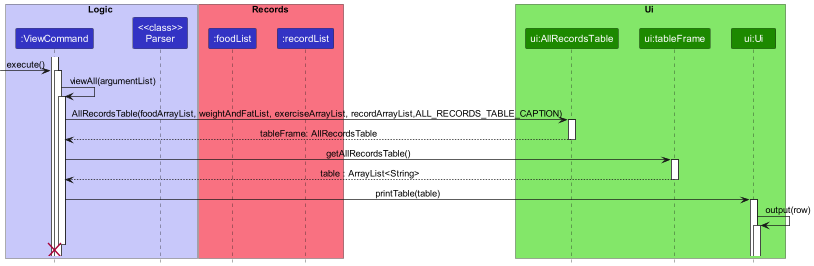 Logic
Records
Ui
:ViewCommand
<<class>>
Parser
:foodList
:recordList
ui:AllRecordsTable
ui:tableFrame
ui:Ui
execute()
viewAll(argumentList)
AllRecordsTable(foodArrayList, weightAndFatList, exerciseArrayList, recordArrayList,ALL_RECORDS_TABLE_CAPTION)
tableFrame: AllRecordsTable
getAllRecordsTable()
table : ArrayList<String>
printTable(table)
output(row)